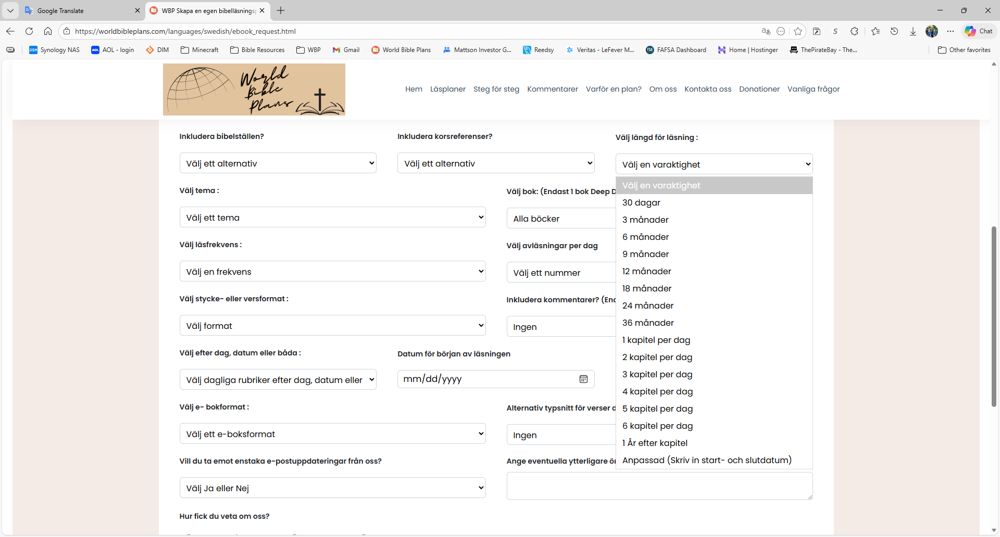 Google Translate
WBP Skapa en egen bibelläsningsp
https://worldbibleplans.com/languages/swedish/ebook_request.html
Chat
Synology NAS
AOL - login
DIM
Minecraft
Bible Resources
WBP
Gmail
World Bible Plans
Mattson Investor G...
Reedsy
Veritas - LeFever M...
FAFSA Dashboard
Home | Hostinger
ThePirateBay - The...
Other favorites
World
Bible
Plans
Hem Läsplaner Steg för steg Kommentarer Varför en plan? Om oss Kontakta oss Donationer Vanliga frågor
Inkludera bibelställen?
Välj ett alternativ
Inkludera korsreferenser?
Välj ett alternativ
Välj längd för läsning :
Välj en varaktighet
Välj en varaktighet
30 dagar
3 månader
6 månader
9 månader
12 månader
18 månader
24 månader
36 månader
1 kapitel per dag
2 kapitel per dag
3 kapitel per dag
4 kapitel per dag
5 kapitel per dag
6 kapitel per dag
1 År efter kapitel
Anpassad (Skriv in start- och slutdatum)
Välj tema :
Välj ett tema
Välj bok: (Endast 1 bok Deep D
Alla böcker
Välj läsfrekvens :
Välj en frekvens
Välj avläsningar per dag
Välj ett nummer
Välj stycke- eller versformat :
Välj format
Inkludera kommentarer? (End
Ingen
Välj efter dag, datum eller båda :
Välj dagliga rubriker efter dag, datum eller
Datum för början av läsningen
mm/dd/yyyy
Välj e- bokformat :
Välj ett e-boksformat
Alternativ typsnitt för verser d
Ingen
Vill du ta emot enstaka e-postuppdateringar från oss?
Välj Ja eller Nej
Ange eventuella ytterligare ön
Hur fick du veta om oss?